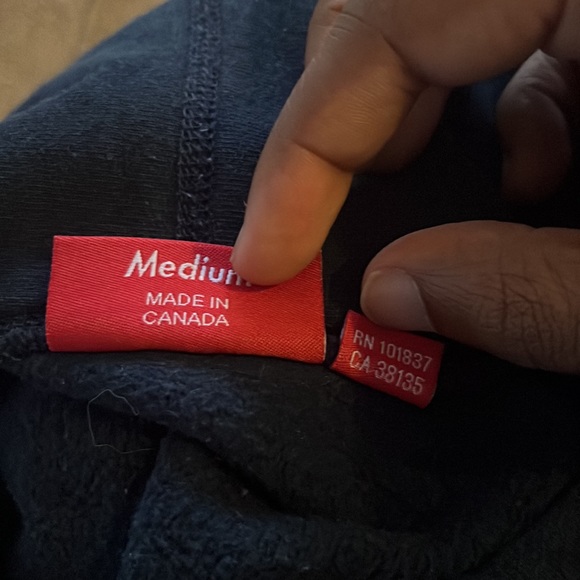 Medium
MADE IN
CANADA
RN 101837
CA 38135